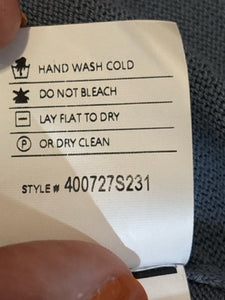 HAND WASH COLD
DO NOT BLEACH
LAY FLAT TO DRY
P OR DRY CLEAN
STYLE# 400727S231